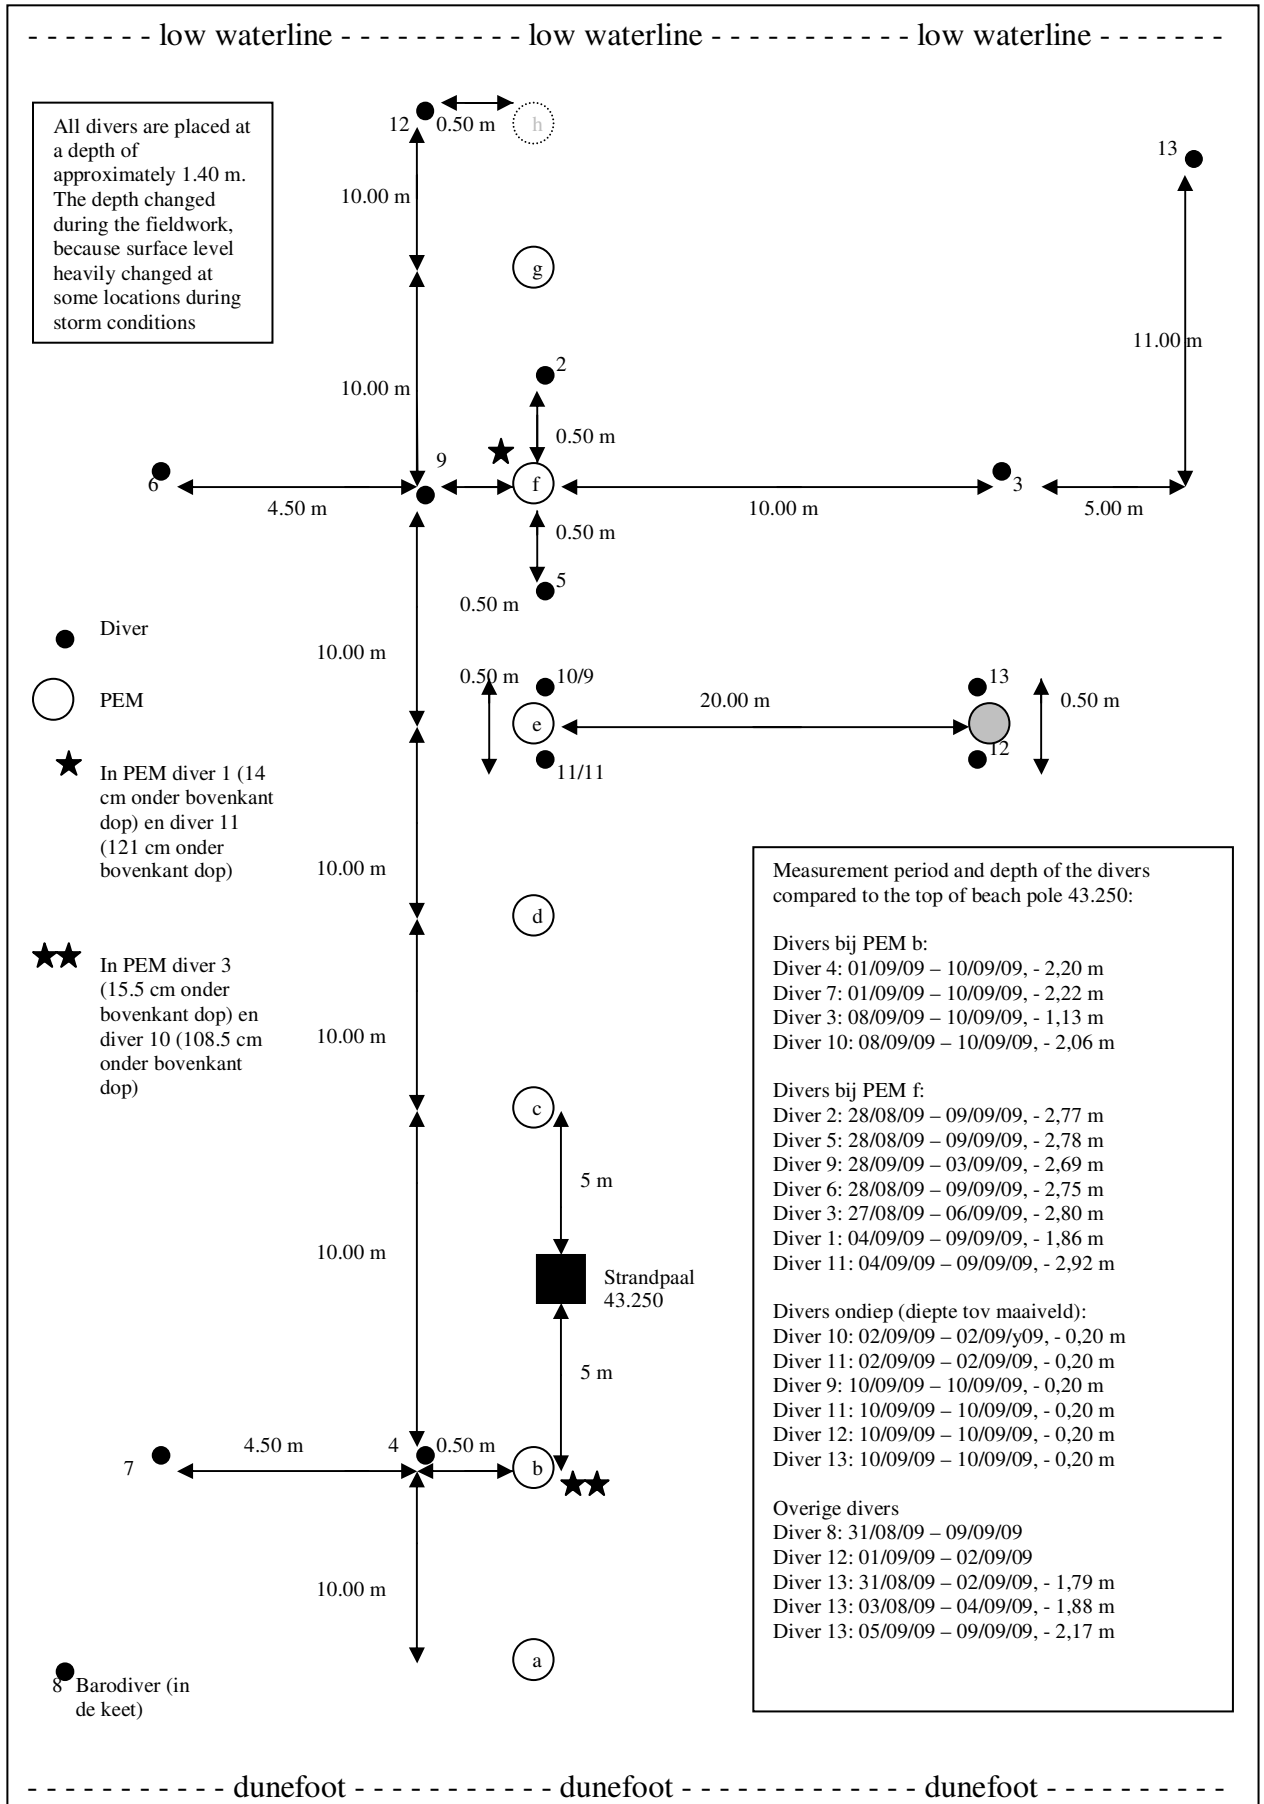 - - - - - - - low waterline - - - - - - - - - - low waterline - - - - - - - - - - - low waterline - - - - - - -
All divers are placed at
a depth of
approximately 1.40 m.
The depth changed
during the fieldwork,
because surface level
heavily changed at
some locations during
storm conditions
12
0.50 m
h
13
10.00 m
g
11.00 m
2
10.00 m
0.50 m
9
6
f
3
4.50 m
10.00 m
5.00 m
0.50 m
5
0.50 m
Diver
10.00 m
0.50 m
10/9
13
PEM
20.00 m
0.50 m
e
12
11/11
In PEM diver 1 (14
cm onder bovenkant
dop) en diver 11
(121 cm onder
bovenkant dop)
10.00 m
d
In PEM diver 3
(15.5 cm onder
bovenkant dop) en
diver 10 (108.5 cm
onder bovenkant
dop)
10.00 m
c
5 m
10.00 m
Strandpaal
43.250
5 m
4.50 m
4
0.50 m
7
b
10.00 m
a
8
Barodiver (in
de keet)
Measurement period and depth of the divers
compared to the top of beach pole 43.250:
Divers bij PEM b:
Diver 4: 01/09/09 – 10/09/09, - 2,20 m
Diver 7: 01/09/09 – 10/09/09, - 2,22 m
Diver 3: 08/09/09 – 10/09/09, - 1,13 m
Diver 10: 08/09/09 – 10/09/09, - 2,06 m
Divers bij PEM f:
Diver 2: 28/08/09 – 09/09/09, - 2,77 m
Diver 5: 28/08/09 – 09/09/09, - 2,78 m
Diver 9: 28/09/09 – 03/09/09, - 2,69 m
Diver 6: 28/08/09 – 09/09/09, - 2,75 m
Diver 3: 27/08/09 – 06/09/09, - 2,80 m
Diver 1: 04/09/09 – 09/09/09, - 1,86 m
Diver 11: 04/09/09 – 09/09/09, - 2,92 m
Divers ondiep (diepte tov maaiveld):
Diver 10: 02/09/09 – 02/09/y09, - 0,20 m
Diver 11: 02/09/09 – 02/09/09, - 0,20 m
Diver 9: 10/09/09 – 10/09/09, - 0,20 m
Diver 11: 10/09/09 – 10/09/09, - 0,20 m
Diver 12: 10/09/09 – 10/09/09, - 0,20 m
Diver 13: 10/09/09 – 10/09/09, - 0,20 m
Overige divers
Diver 8: 31/08/09 – 09/09/09
Diver 12: 01/09/09 – 02/09/09
Diver 13: 31/08/09 – 02/09/09, - 1,79 m
Diver 13: 03/08/09 – 04/09/09, - 1,88 m
Diver 13: 05/09/09 – 09/09/09, - 2,17 m
- - - - - - - - - - - dunefoot - - - - - - - - - - - dunefoot - - - - - - - - - - - - - dunefoot - - - - - - - - - -